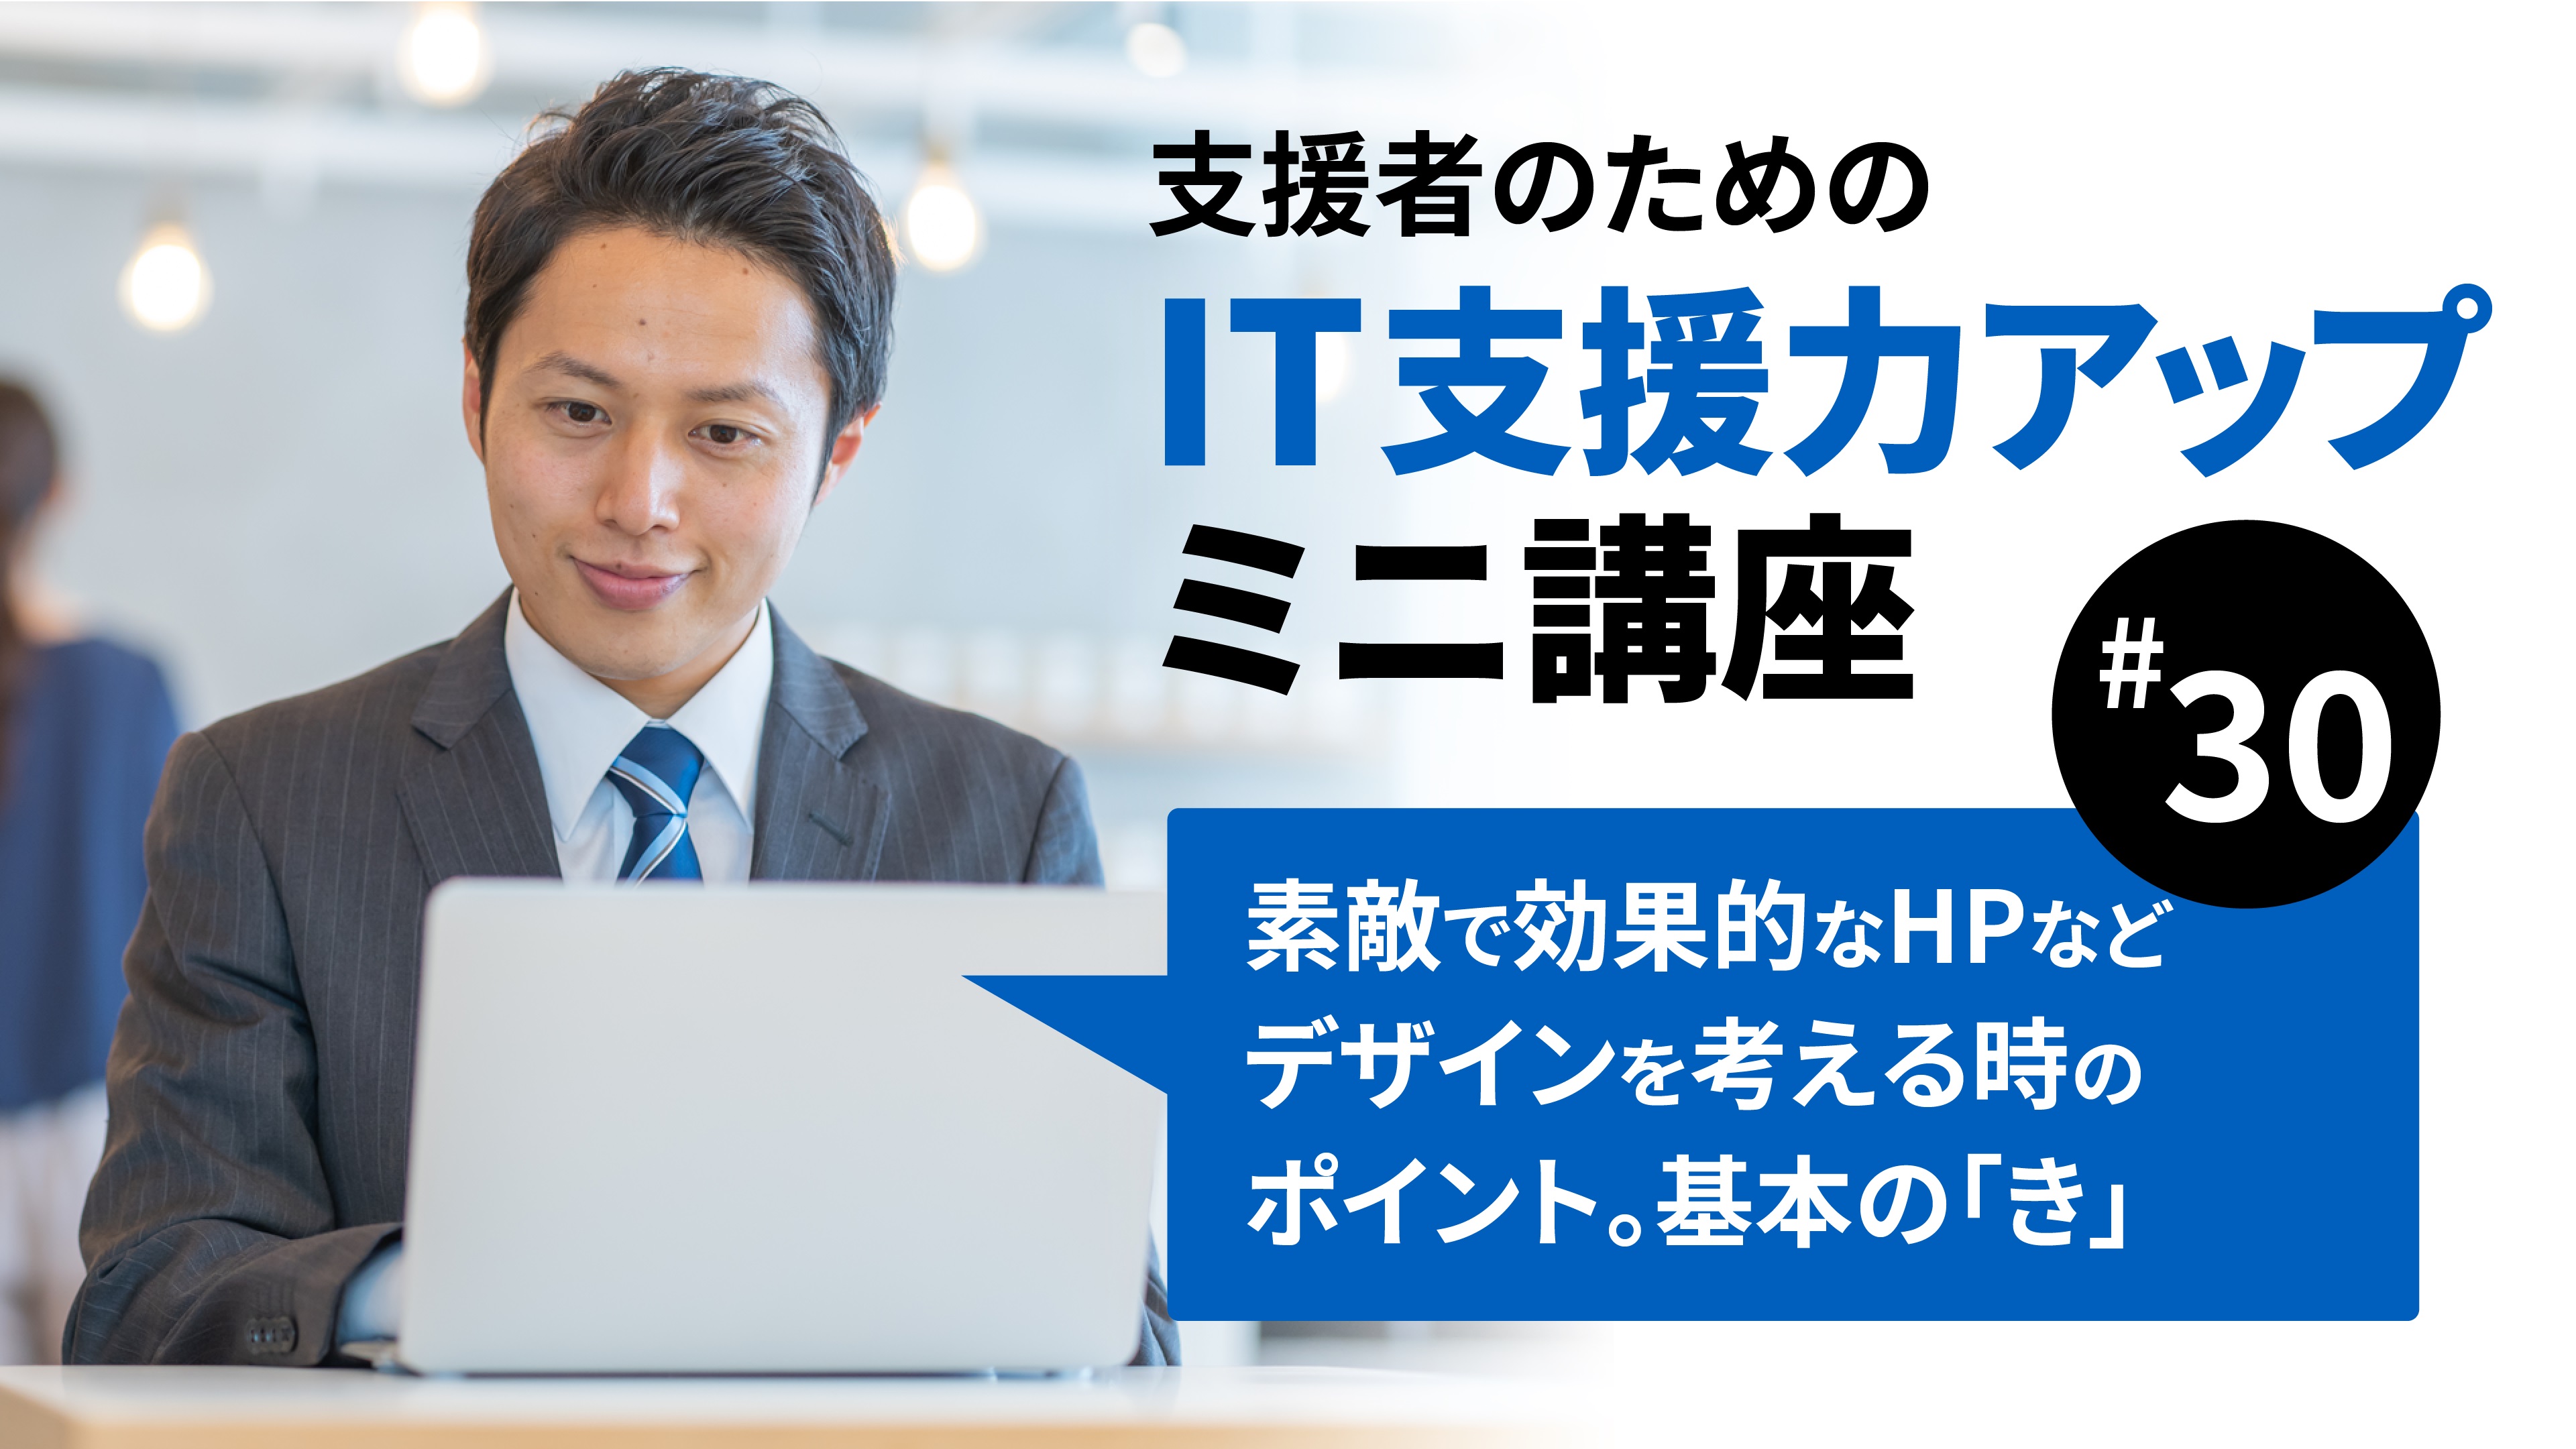 支援者のための
IT支援力アップ
ミニ講座
#30
素敵で効果的なHPなど
デザインを考える時の
ポイント。基本の「き」